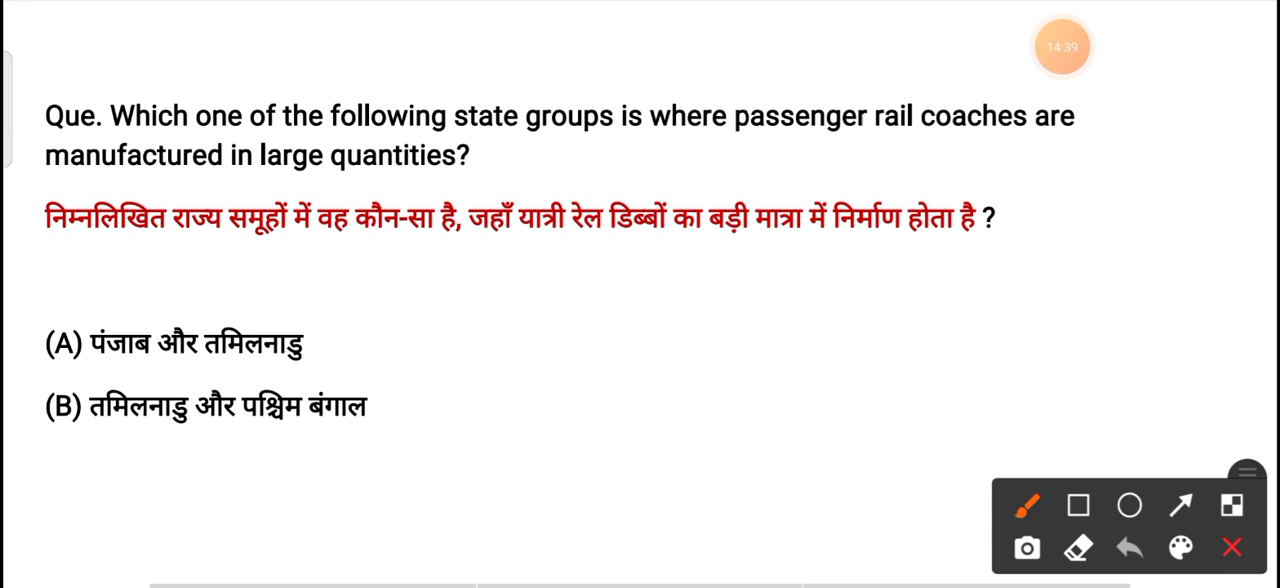 14:39
Que. Which one of the following state groups is where passenger rail coaches are
manufactured in large quantities?
निम्नलिखित राज्य समूहों में वह कौन-सा है, जहाँ यात्री रेल डिब्बों का बड़ी मात्रा में निर्माण होता है ?
(A) पंजाब और तमिलनाडु
(B) तमिलनाडु और पश्चिम बंगाल